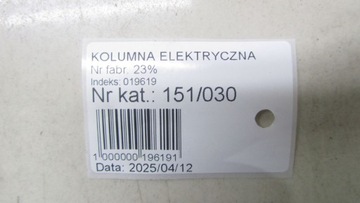 KOLUMNA ELEKTRYCZNA
Nr fabr. 23%
Indeks: 019619
Nr kat.: 151/030
1 000000 196191
Data: 2025/04/12